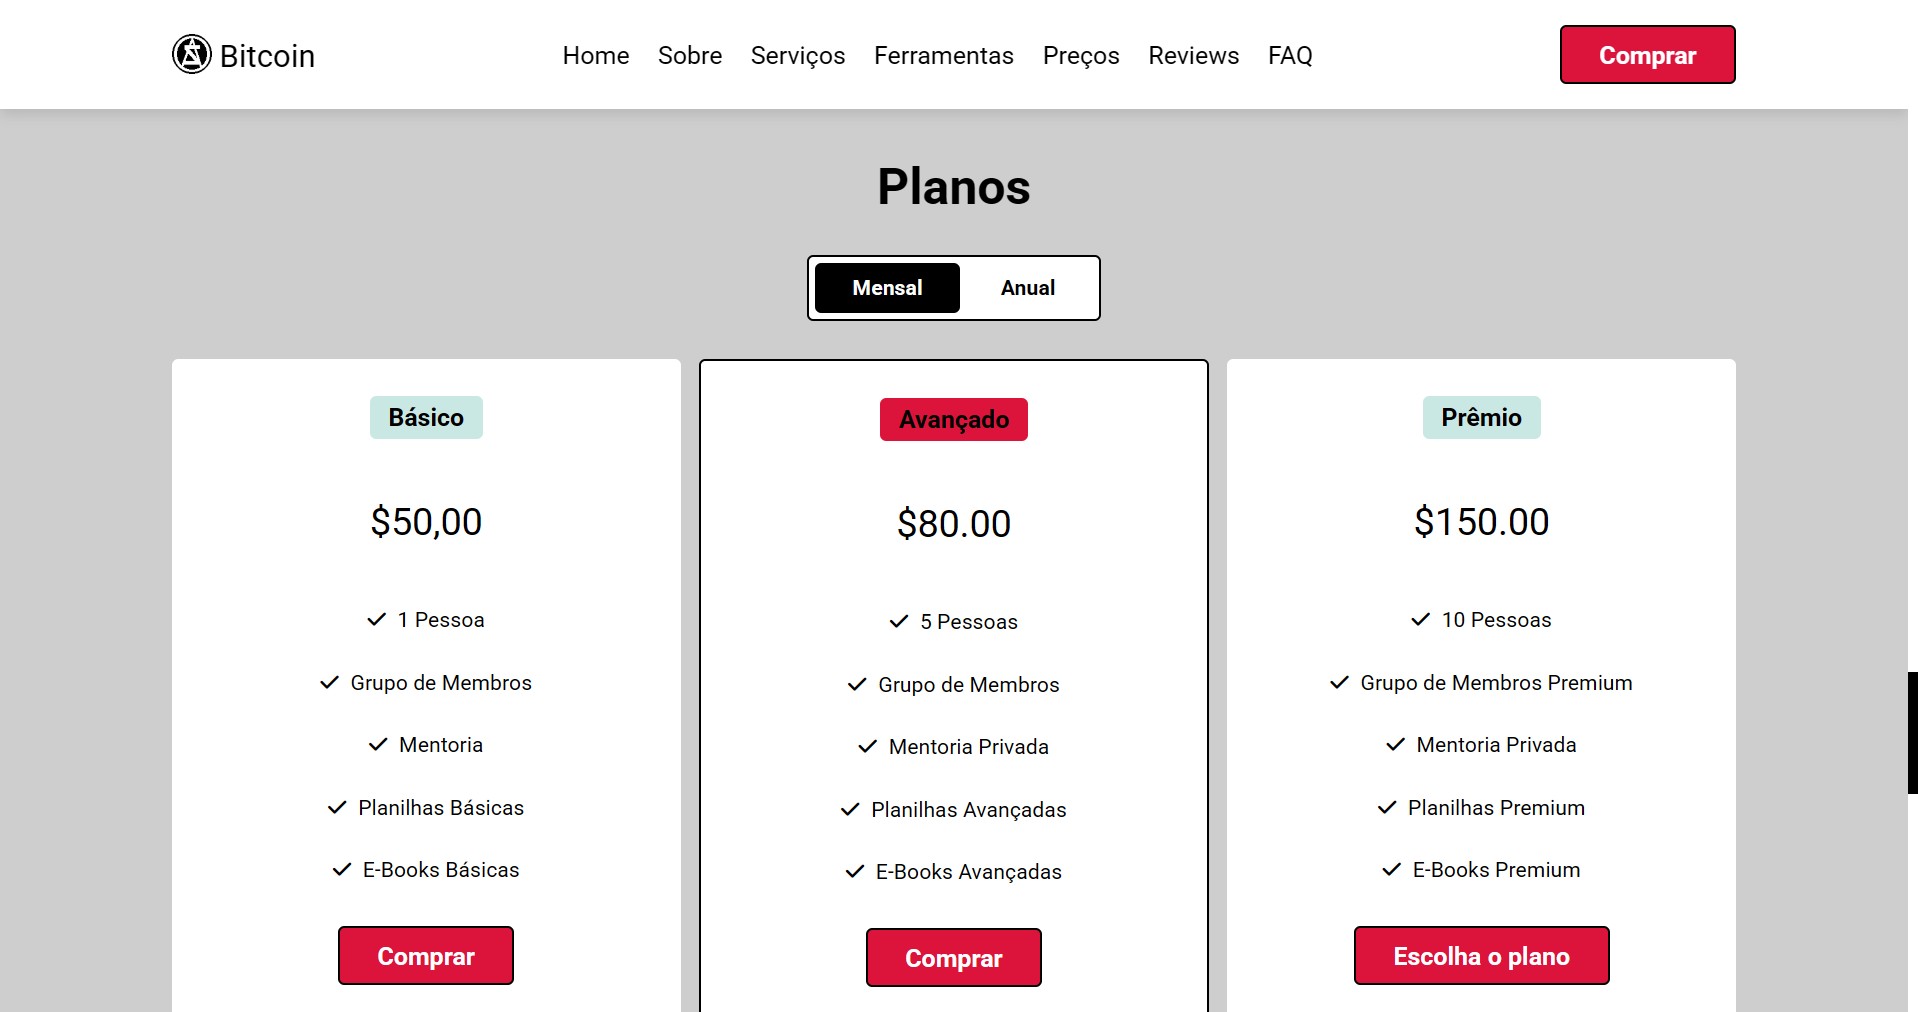 Bitcoin
Home Sobre Serviços Ferramentas Preços Reviews FAQ
Comprar
Planos
Mensal Anual
Básico
$50,00
1 Pessoa
Grupo de Membros
Mentoria
Planilhas Básicas
E-Books Básicas
Comprar
Avançado
$80.00
5 Pessoas
Grupo de Membros
Mentoria Privada
Planilhas Avançadas
E-Books Avançadas
Comprar
Prêmio
$150.00
10 Pessoas
Grupo de Membros Premium
Mentoria Privada
Planilhas Premium
E-Books Premium
Escolha o plano